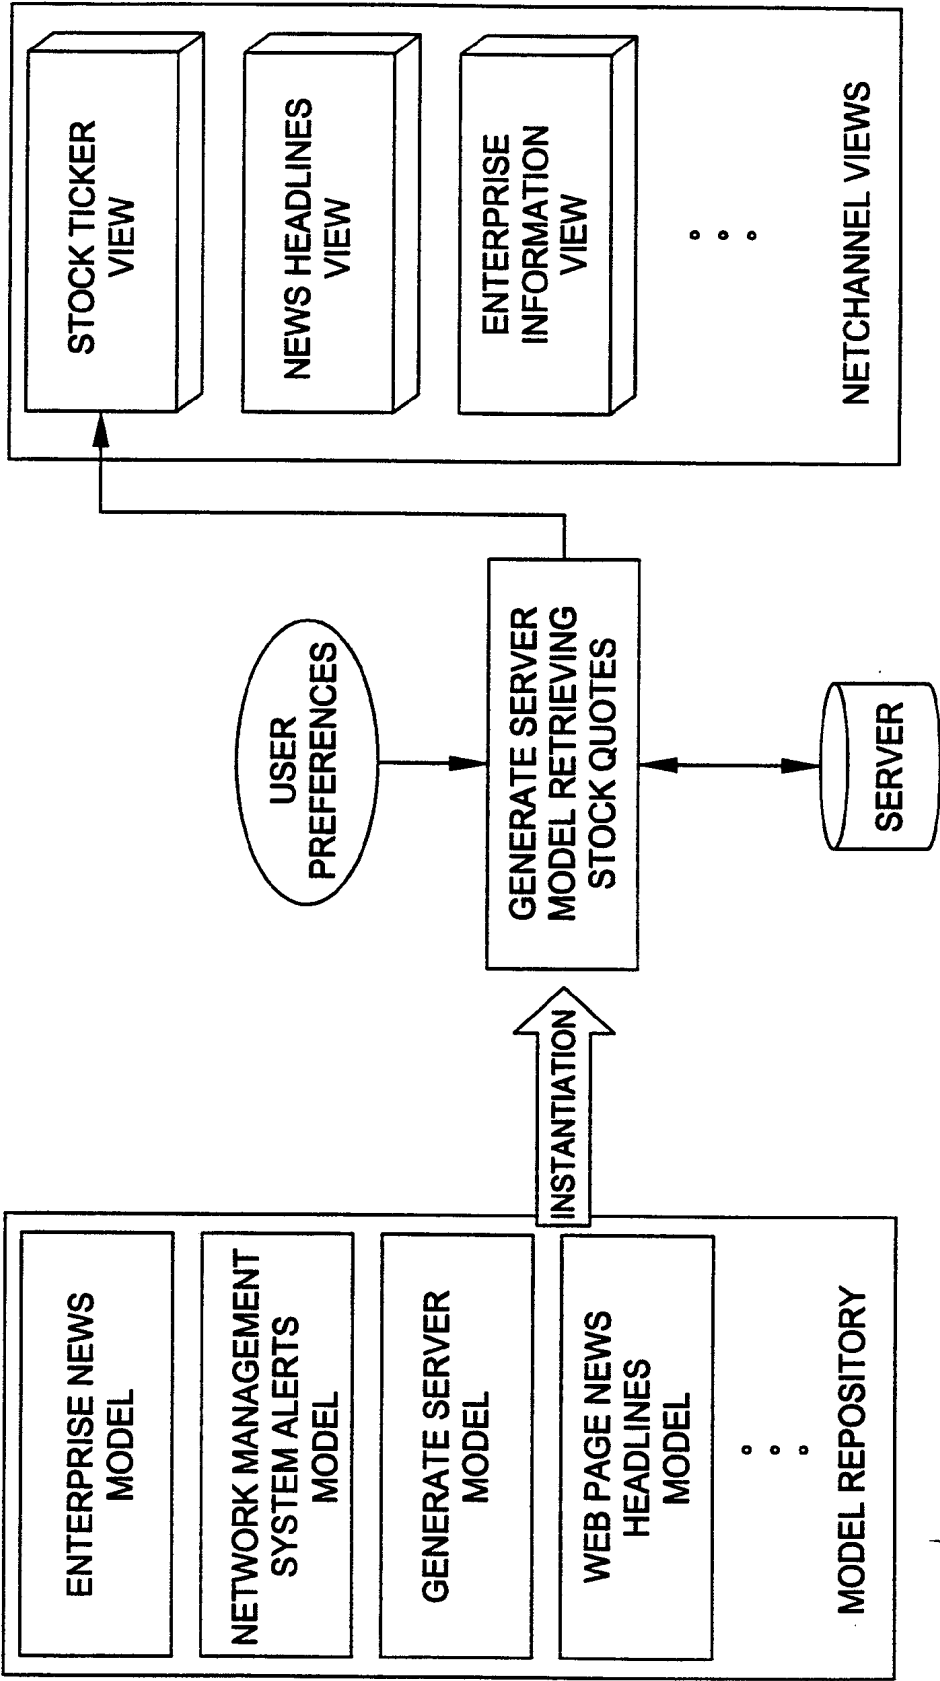 ENTERPRISE NEWS
MODEL
NETWORK MANAGEMENT
SYSTEM ALERTS
MODEL
GENERATE SERVER
MODEL
WEB PAGE NEWS
HEADLINES
MODEL
MODEL REPOSITORY
INSTANTIATION
USER
PREFERENCES
GENERATE SERVER
MODEL RETRIEVING
STOCK QUOTES
SERVER
STOCK TICKER
VIEW
NEWS HEADLINES
VIEW
ENTERPRISE
INFORMATION
VIEW
NETCHANNEL VIEWS